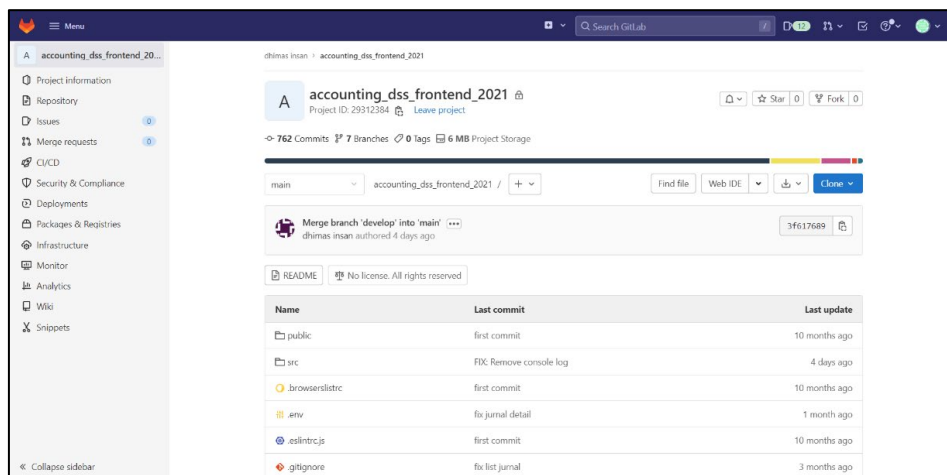 Menu
Search GitLab
/
12
A accounting_dss_frontend_20...
Project information
Repository
Issues 0
Merge requests 0
CI/CD
Security & Compliance
Deployments
Packages & Registries
Infrastructure
Monitor
Analytics
Wiki
Snippets
Collapse sidebar
dhimas insan > accounting_dss_frontend_2021
A
accounting_dss_frontend_2021
Project ID: 29312384 Leave project
Star 0 Fork 0
762 Commits 7 Branches 0 Tags 6 MB Project Storage
main accounting_dss_frontend_2021 / + Find file Web IDE Clone
Merge branch 'develop' into 'main' ...
dhimas insan authored 4 days ago
3f617689
README No license. All rights reserved
Name Last commit Last update
public first commit 10 months ago
src FIX: Remove console log 4 days ago
.browserslistrc first commit 10 months ago
.env fix jurnal detail 1 month ago
.eslintrc.js first commit 10 months ago
.gitignore fix list jurnal 3 months ago